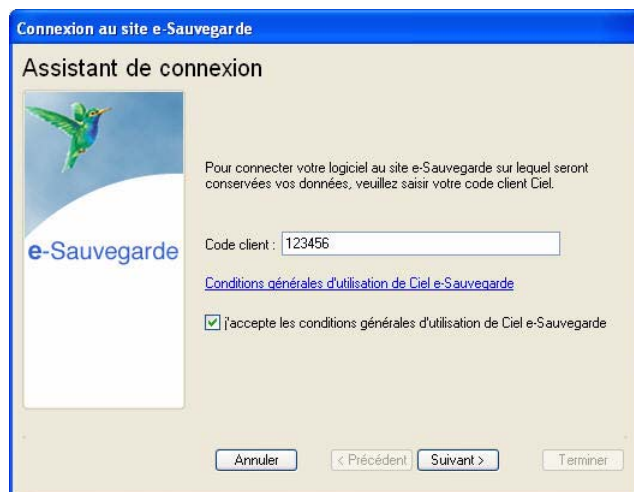 Connexion au site e-Sauvegarde
Assistant de connexion
Pour connecter votre logiciel au site e-Sauvegarde sur lequel seront
conservées vos données, veuillez saisir votre code client Ciel.
e-Sauvegarde
Code client : 123456
Conditions générales d'utilisation de Ciel e-Sauvegarde
j'accepte les conditions générales d'utilisation de Ciel e-Sauvegarde
Annuler < Précédent Suivant > Terminer